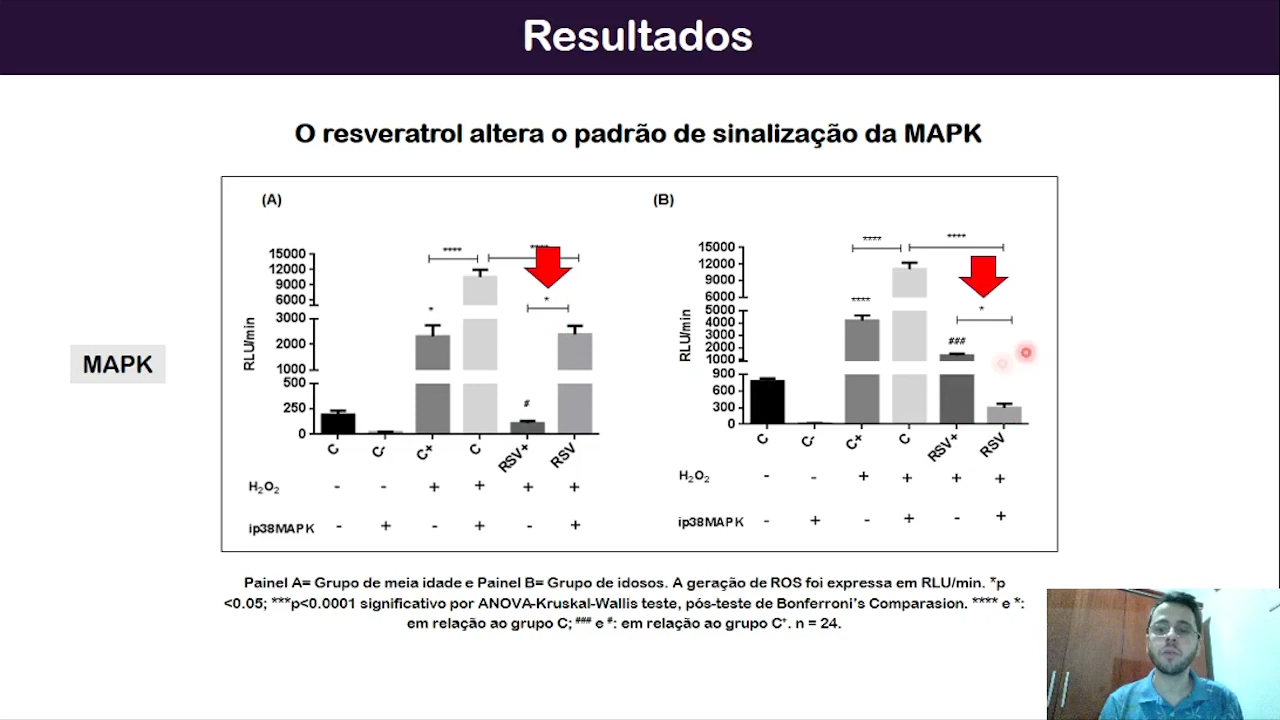 Resultados
O resveratrol altera o padrão de sinalização da MAPK
MAPK
(A)
RLU/min
15000
12000
9000
6000
3000
2000
1000
500
250
0
****
****
*
*
#
C
C-
C+
C
RSV+
RSV
H₂O₂ - - + + + +
ip38MAPK - + - + - +
(B)
RLU/min
15000
12000
9000
6000
5000
4000
3000
2000
1000
900
600
300
0
****
****
****
*
###
C
C-
C+
C
RSV+
RSV
H₂O₂ - - + + + +
ip38MAPK - + - + - +
Painel A= Grupo de meia idade e Painel B= Grupo de idosos. A geração de ROS foi expressa em RLU/min. *p
<0.05; ***p<0.0001 significativo por ANOVA-Kruskal-Wallis teste, pós-teste de Bonferroni's Comparasion. **** e *:
em relação ao grupo C; ### e #: em relação ao grupo C⁺. n = 24.